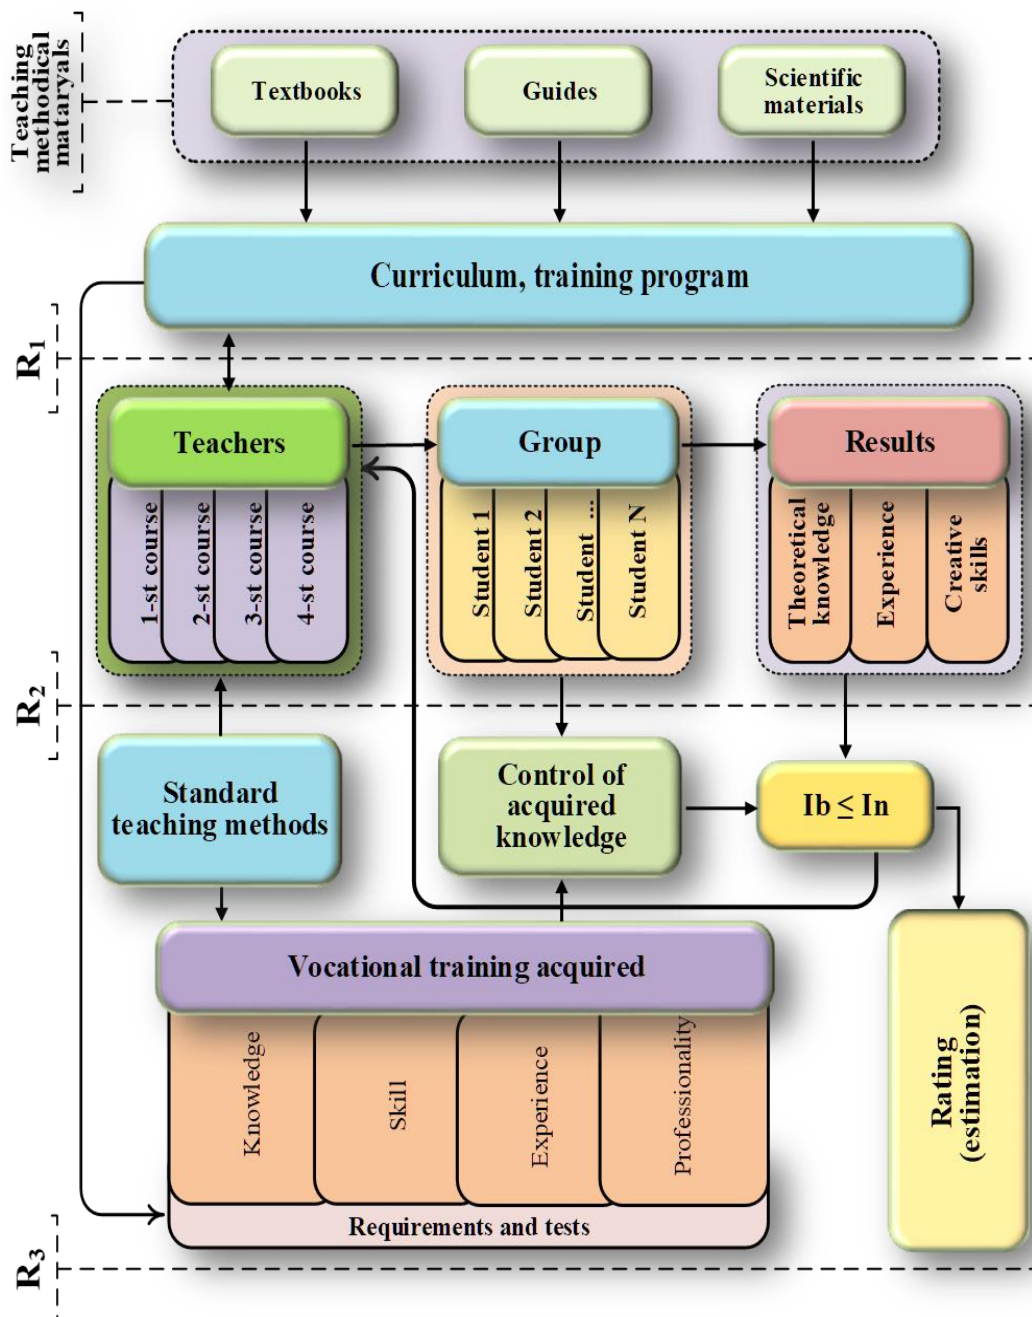 Teaching
methodical
mataryals
Textbooks
Guides
Scientific
materials
Curriculum, training program
R₁
Teachers
1-st course
2-st course
3-st course
4-st course
Group
Student 1
Student 2
Student ...
Student N
Results
Theoretical
knowledge
Experience
Creative
skills
R₂
Standard
teaching methods
Control of
acquired
knowledge
Ib ≤ In
Vocational training acquired
Knowledge
Skill
Experience
Professionality
Requirements and tests
Rating
(estimation)
R₃